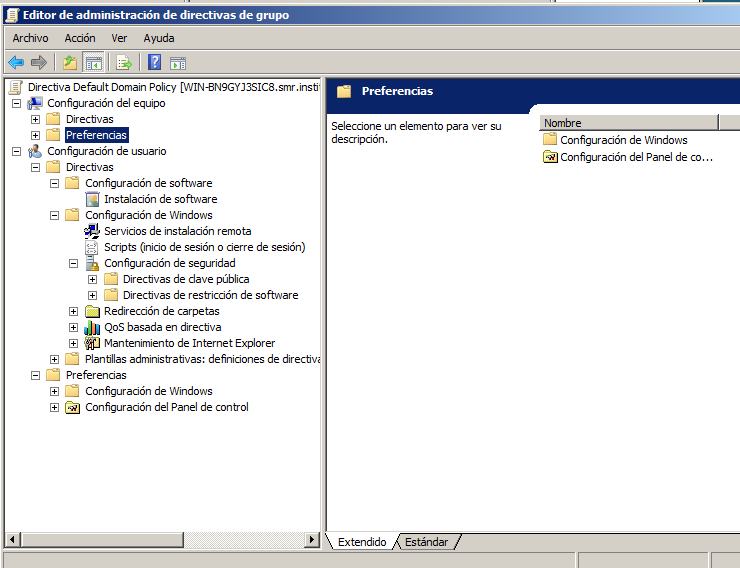 Editor de administración de directivas de grupo
Archivo Acción Ver Ayuda
Directiva Default Domain Policy [WIN-BN9GYJ3SIC8.smr.insti
Configuración del equipo
Directivas
Preferencias
Configuración de usuario
Directivas
Configuración de software
Instalación de software
Configuración de Windows
Servicios de instalación remota
Scripts (inicio de sesión o cierre de sesión)
Configuración de seguridad
Directivas de clave pública
Directivas de restricción de software
Redirección de carpetas
QoS basada en directiva
Mantenimiento de Internet Explorer
Plantillas administrativas: definiciones de directiva
Preferencias
Configuración de Windows
Configuración del Panel de control
Preferencias
Seleccione un elemento para ver su
descripción.
Nombre
Configuración de Windows
Configuración del Panel de co...
Extendido Estándar